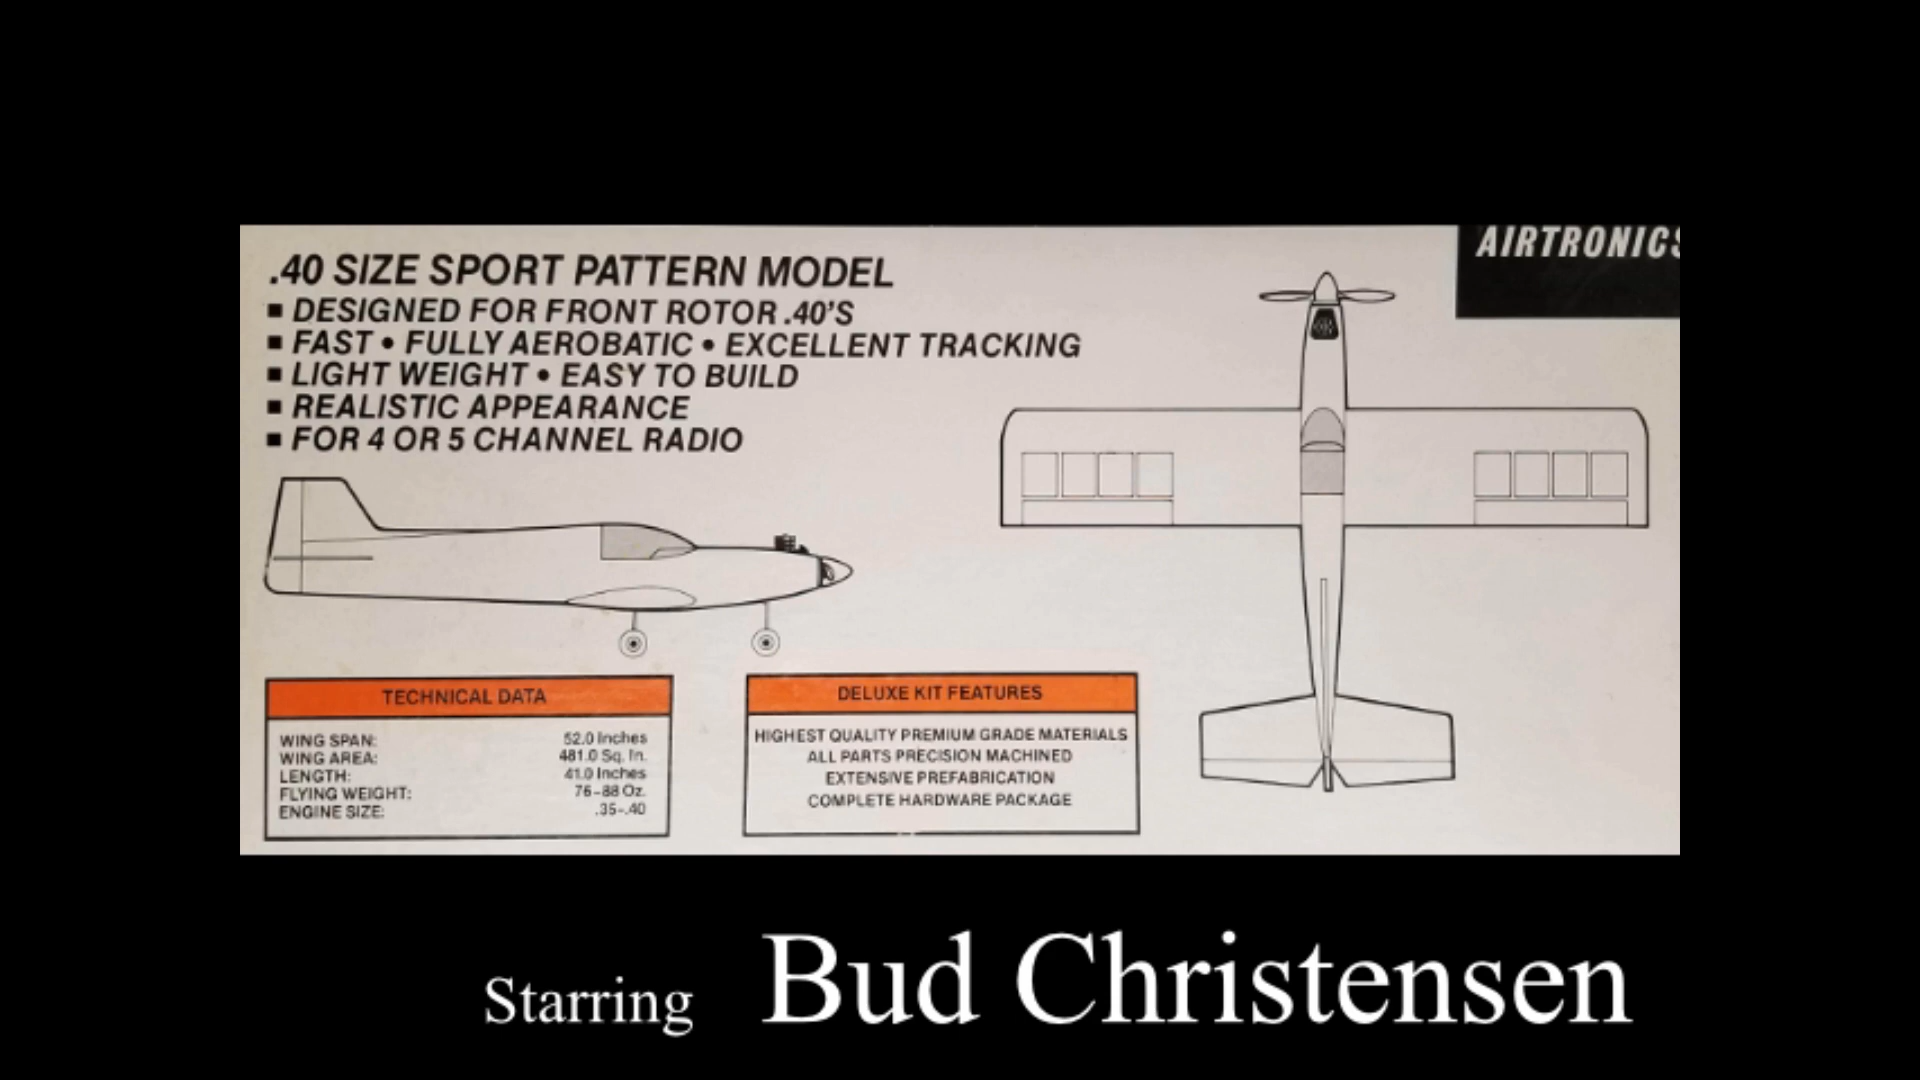 AIRTRONICS
.40 SIZE SPORT PATTERN MODEL
■ DESIGNED FOR FRONT ROTOR .40'S
■ FAST • FULLY AEROBATIC • EXCELLENT TRACKING
■ LIGHT WEIGHT • EASY TO BUILD
■ REALISTIC APPEARANCE
■ FOR 4 OR 5 CHANNEL RADIO
TECHNICAL DATA
WING SPAN: 52.0 Inches
WING AREA: 481.0 Sq. In.
LENGTH: 41.0 Inches
FLYING WEIGHT: 76-88 Oz.
ENGINE SIZE: .35-.40
DELUXE KIT FEATURES
HIGHEST QUALITY PREMIUM GRADE MATERIALS
ALL PARTS PRECISION MACHINED
EXTENSIVE PREFABRICATION
COMPLETE HARDWARE PACKAGE
Starring Bud Christensen